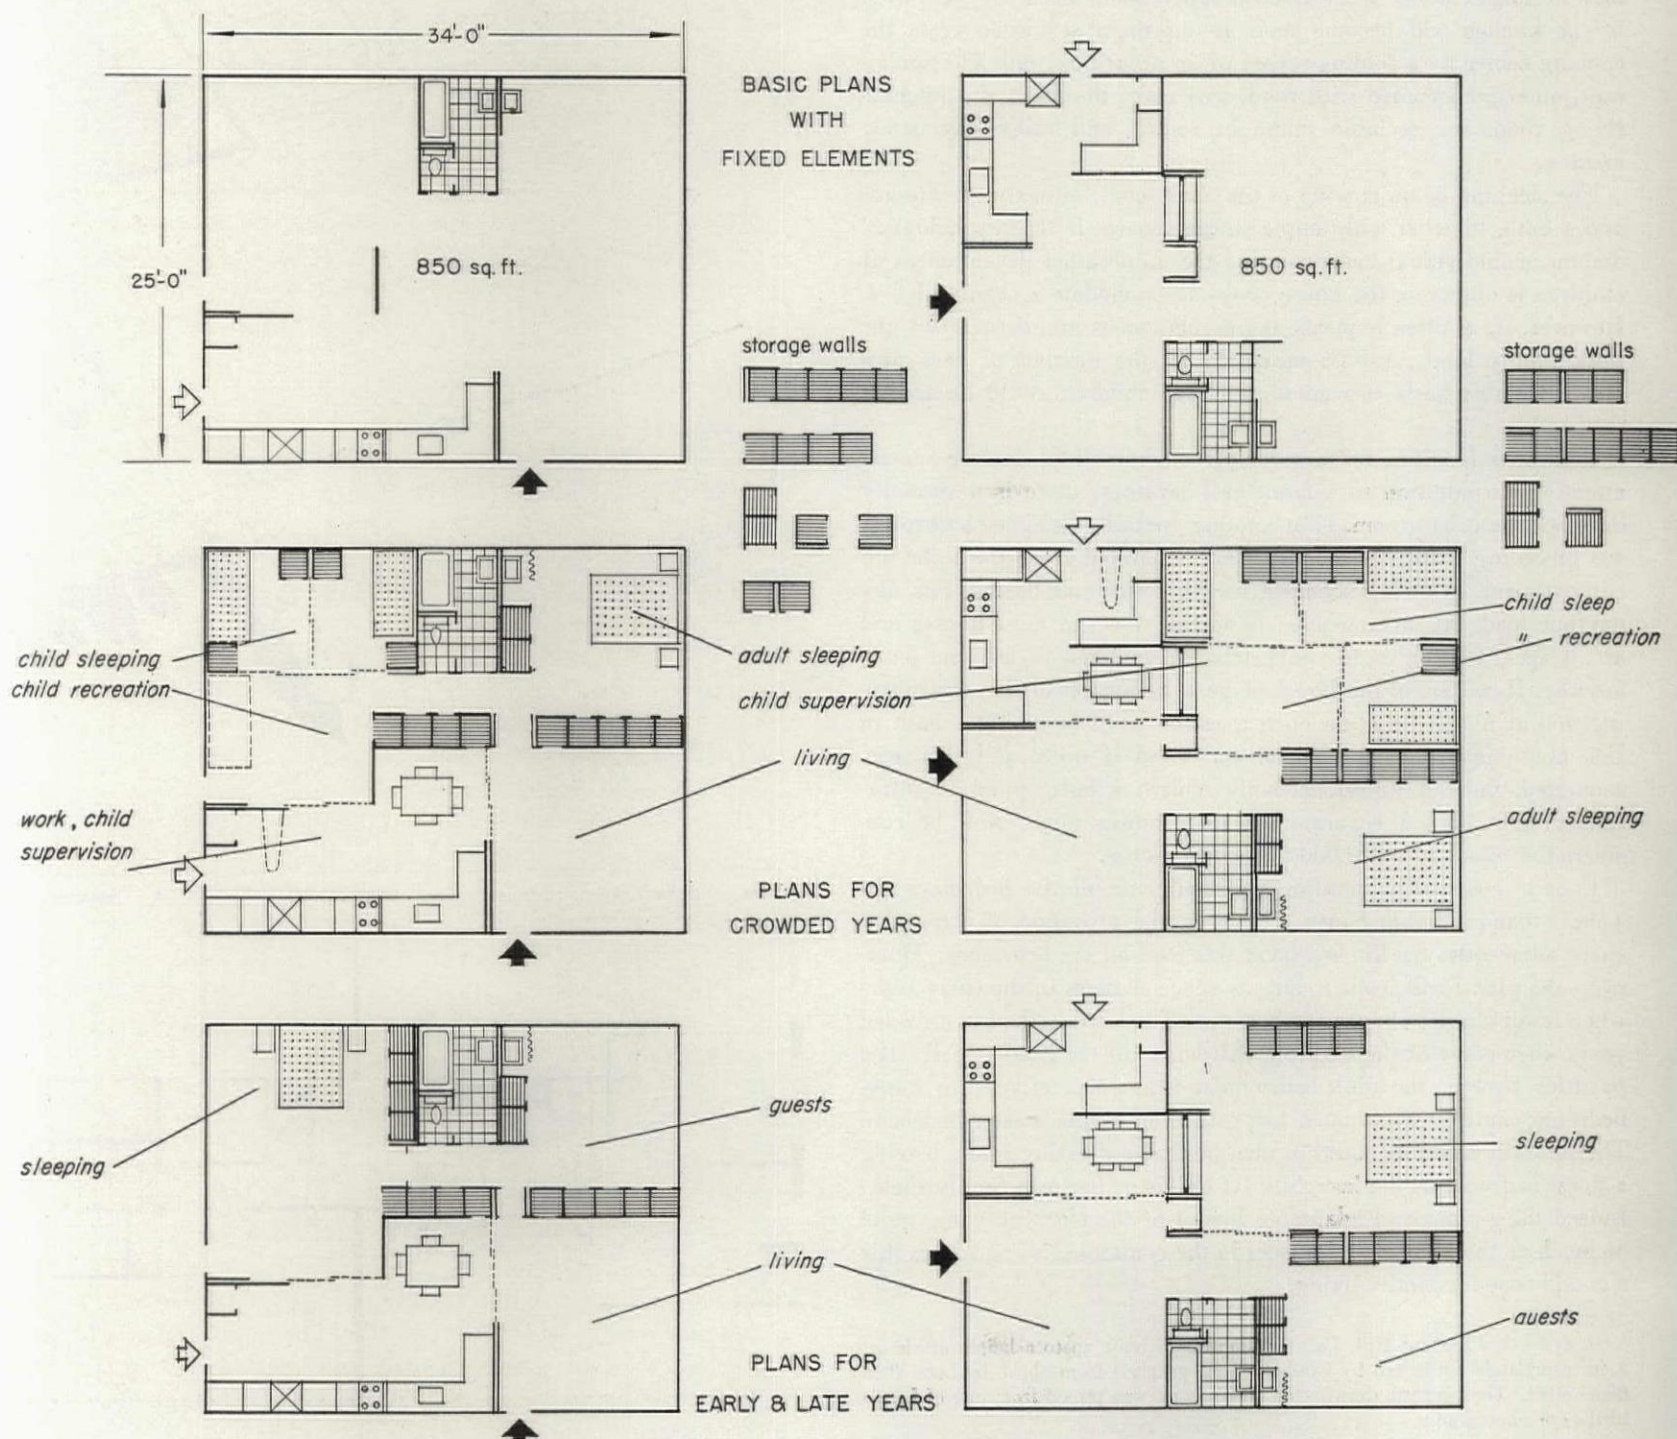 34'-0"
BASIC PLANS
WITH
FIXED ELEMENTS
25'-0"
850 sq. ft.
850 sq. ft.
storage walls
storage walls
child sleeping
child recreation
adult sleeping
child supervision
child sleep
" recreation
living
work, child
supervision
adult sleeping
PLANS FOR
CROWDED YEARS
sleeping
guests
sleeping
living
auests
PLANS FOR
EARLY & LATE YEARS